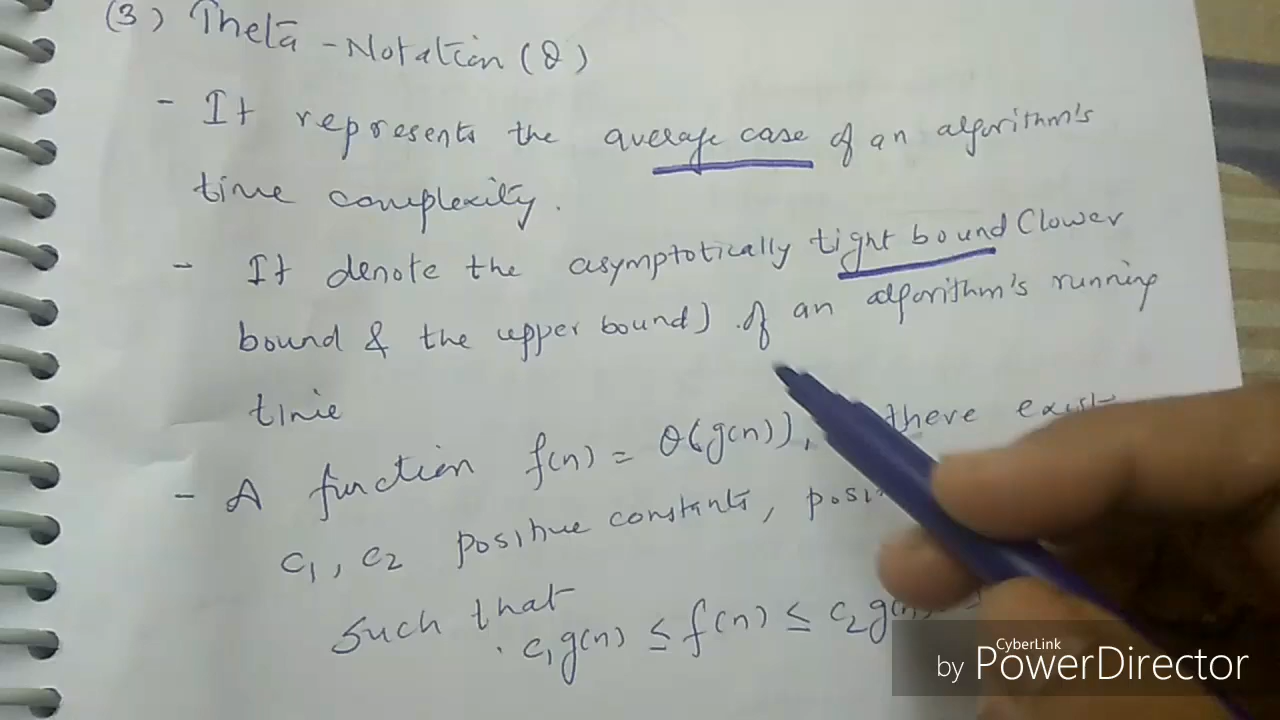 (3) Theta - Notation (θ)
- It represents the average case of an algorithm's
time complexity.
- It denote the asymptotically tight bound (lower
bound & the upper bound) of an algorithm's running
time
- A function f(n) = θ(g(n)), there exist
c1, c2 positive constants,
such that
c1g(n) ≤ f(n) ≤ c2g(n)
CyberLink
by PowerDirector